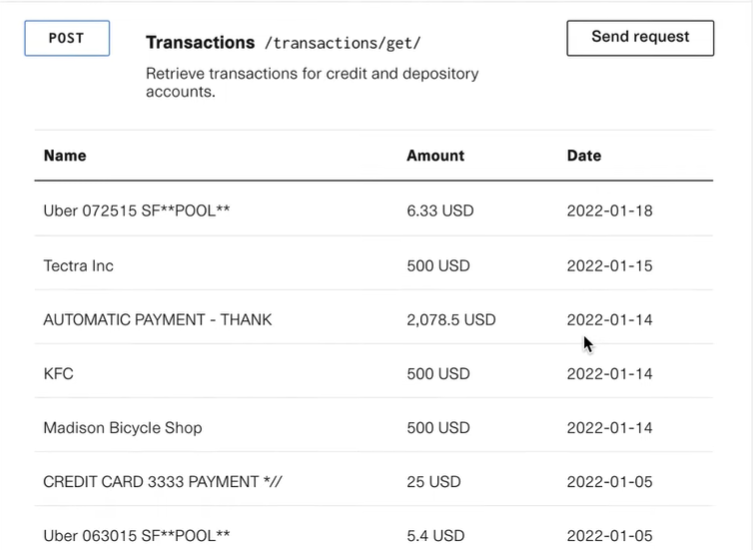 POST
Transactions /transactions/get/
Send request
Retrieve transactions for credit and depository
accounts.
Name Amount Date
Uber 072515 SF**POOL** 6.33 USD 2022-01-18
Tectra Inc 500 USD 2022-01-15
AUTOMATIC PAYMENT - THANK 2,078.5 USD 2022-01-14
KFC 500 USD 2022-01-14
Madison Bicycle Shop 500 USD 2022-01-14
CREDIT CARD 3333 PAYMENT *// 25 USD 2022-01-05
Uber 063015 SF**POOL** 5.4 USD 2022-01-05